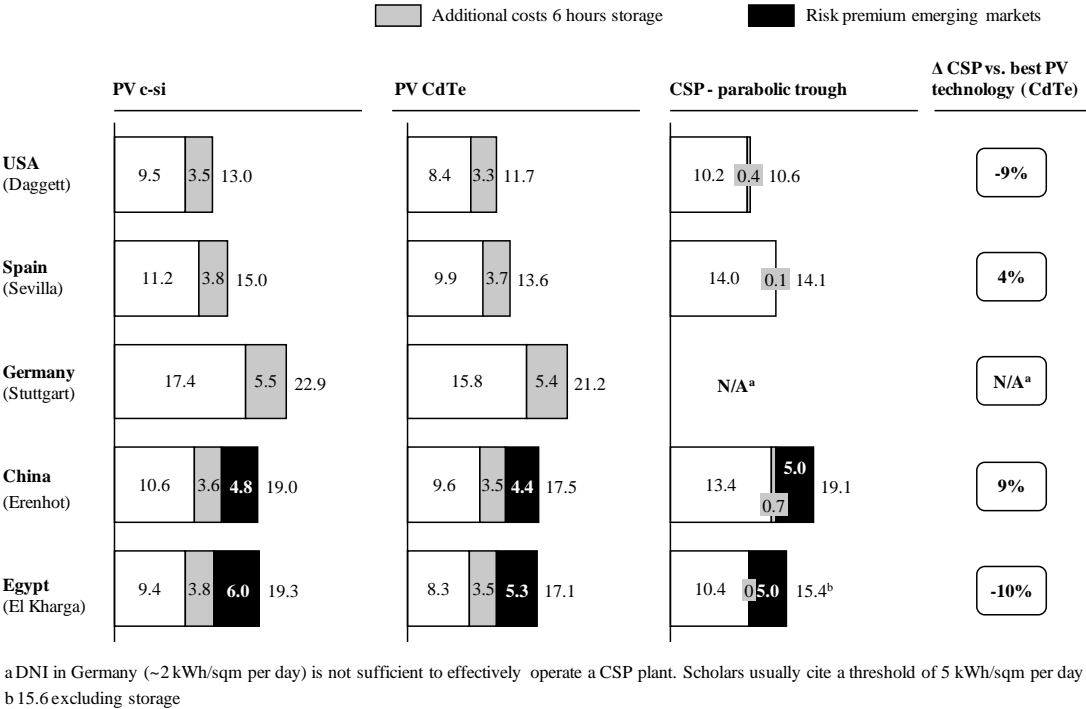 Additional costs 6 hours storage
Risk premium emerging markets
PV c-si
PV CdTe
CSP - parabolic trough
Δ CSP vs. best PV
technology (CdTe)
USA
(Daggett)
9.5 3.5 13.0
8.4 3.3 11.7
10.2 0.4 10.6
-9%
Spain
(Sevilla)
11.2 3.8 15.0
9.9 3.7 13.6
14.0 0.1 14.1
4%
Germany
(Stuttgart)
17.4 5.5 22.9
15.8 5.4 21.2
N/Aᵃ
N/Aᵃ
China
(Erenhot)
10.6 3.6 4.8 19.0
9.6 3.5 4.4 17.5
13.4 0.7 5.0 19.1
9%
Egypt
(El Kharga)
9.4 3.8 6.0 19.3
8.3 3.5 5.3 17.1
10.4 0 5.0 15.4ᵇ
-10%
a DNI in Germany (~2 kWh/sqm per day) is not sufficient to effectively operate a CSP plant. Scholars usually cite a threshold of 5 kWh/sqm per day
b 15.6 excluding storage